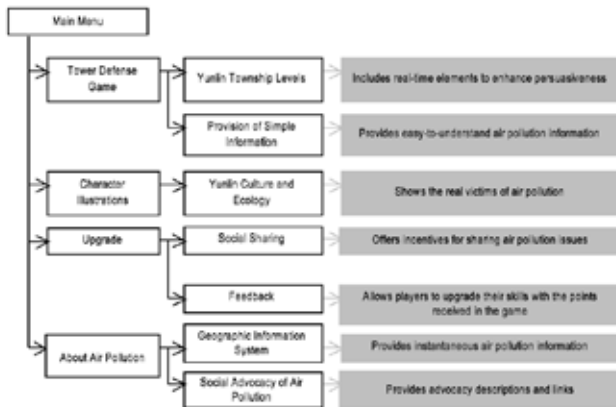 Main Menu
Tower Defense
Game
Yunlin Township Levels
Includes real-time elements to enhance persuasiveness
Provision of Simple
Information
Provides easy-to-understand air pollution information
Character
Illustrations
Yunlin Culture and
Ecology
Shows the real victims of air pollution
Upgrade
Social Sharing
Offers incentives for sharing air pollution issues
Feedback
Allows players to upgrade their skills with the points
received in the game
About Air Pollution
Geographic Information
System
Provides instantaneous air pollution information
Social Advocacy of Air
Pollution
Provides advocacy descriptions and links